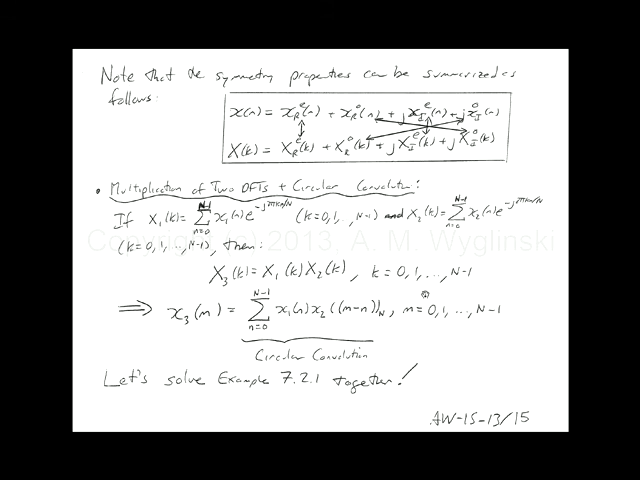 Note that the symmetry properties can be summarized as
follows:
x(n) = x_R^e(n) + x_R^o(n) + j x_I^e(n) + j x_I^o(n)
X(k) = X_R^e(k) + X_R^o(k) + j X_I^e(k) + j X_I^o(k)
• Multiplication of Two DFTs + Circular Convolution:
If X_1(k) = Σ_{n=0}^{N-1} x_1(n) e^{-j2πkn/N} (k=0,1,..,N-1) and X_2(k) = Σ_{n=0}^{N-1} x_2(n) e^{-j2πkn/N}
Copyright (c) 2013, A. M. Wyglinski
(k=0,1,...,N-1), then:
X_3(k) = X_1(k) X_2(k), k = 0,1,...,N-1
⟹ x_3(m) = Σ_{n=0}^{N-1} x_1(n) x_2((m-n))_N, m=0,1,...,N-1
Circular Convolution
Let's solve Example 7.2.1 together!
AW-15-13/15